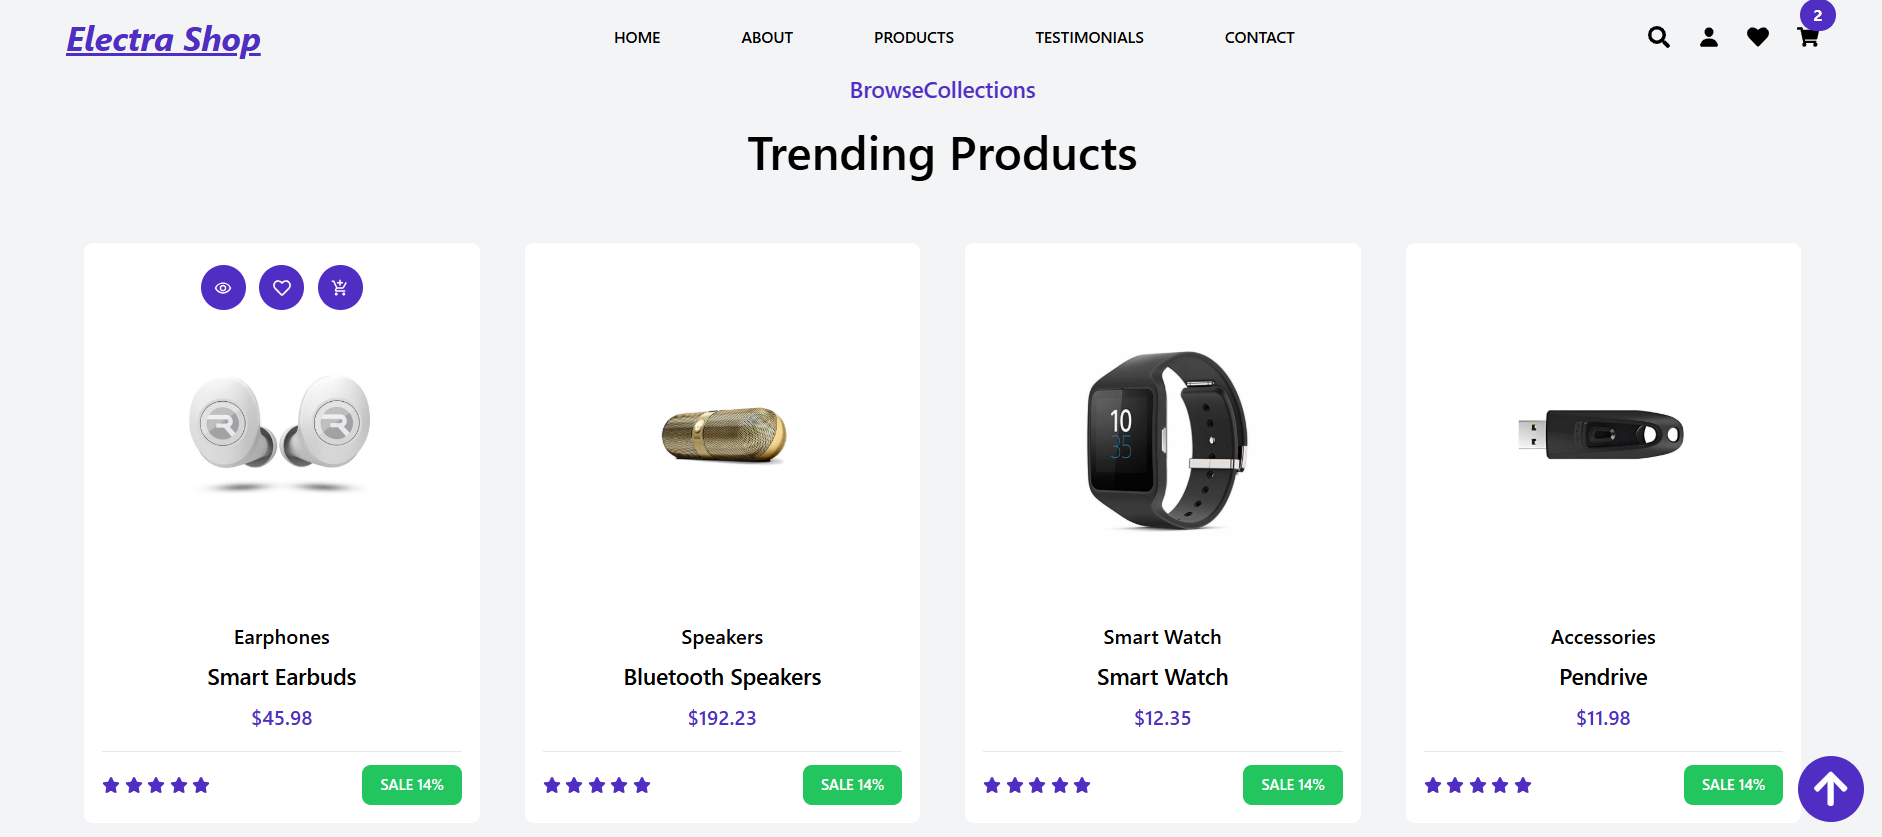 Electra Shop
HOME ABOUT PRODUCTS TESTIMONIALS CONTACT
2
BrowseCollections
Trending Products
10
35
Earphones
Smart Earbuds
$45.98
SALE 14%
Speakers
Bluetooth Speakers
$192.23
SALE 14%
Smart Watch
Smart Watch
$12.35
SALE 14%
Accessories
Pendrive
$11.98
SALE 14%